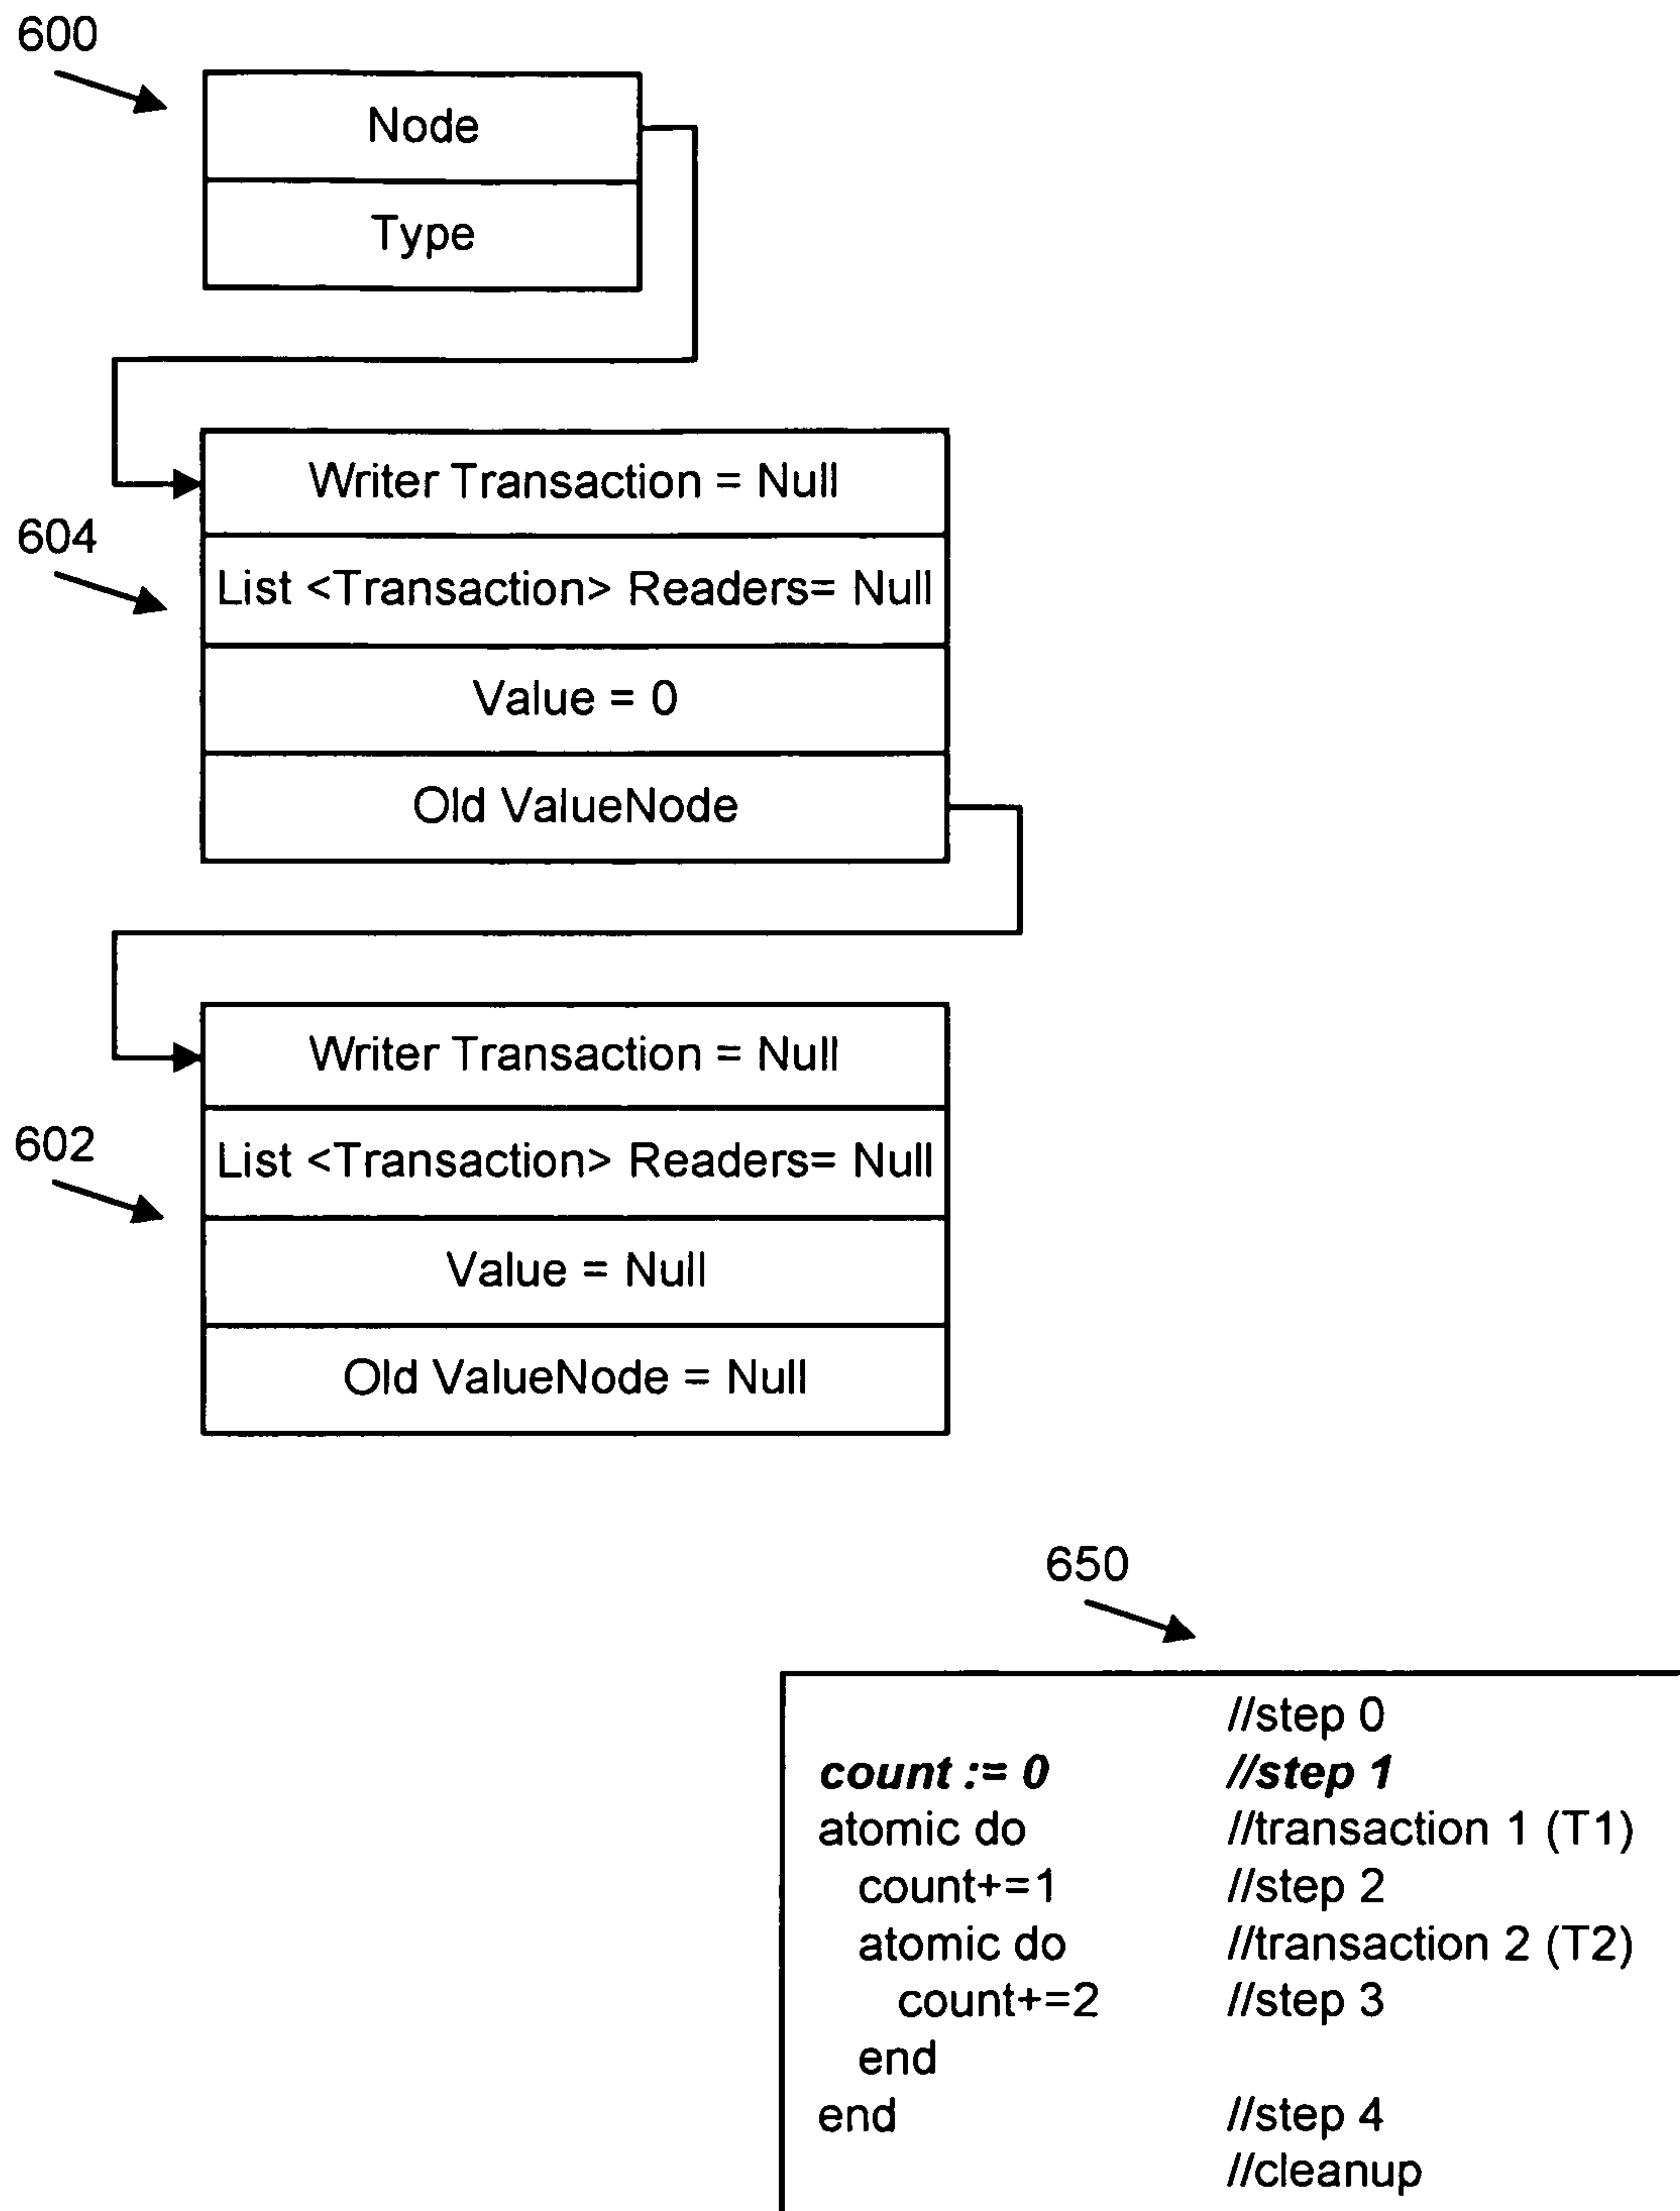 600
Node
Type
Writer Transaction = Null
604
List <Transaction> Readers= Null
Value = 0
Old ValueNode
Writer Transaction = Null
602
List <Transaction> Readers= Null
Value = Null
Old ValueNode = Null
650
//step 0
count := 0 //step 1
atomic do //transaction 1 (T1)
count+=1 //step 2
atomic do //transaction 2 (T2)
count+=2 //step 3
end
end //step 4
//cleanup